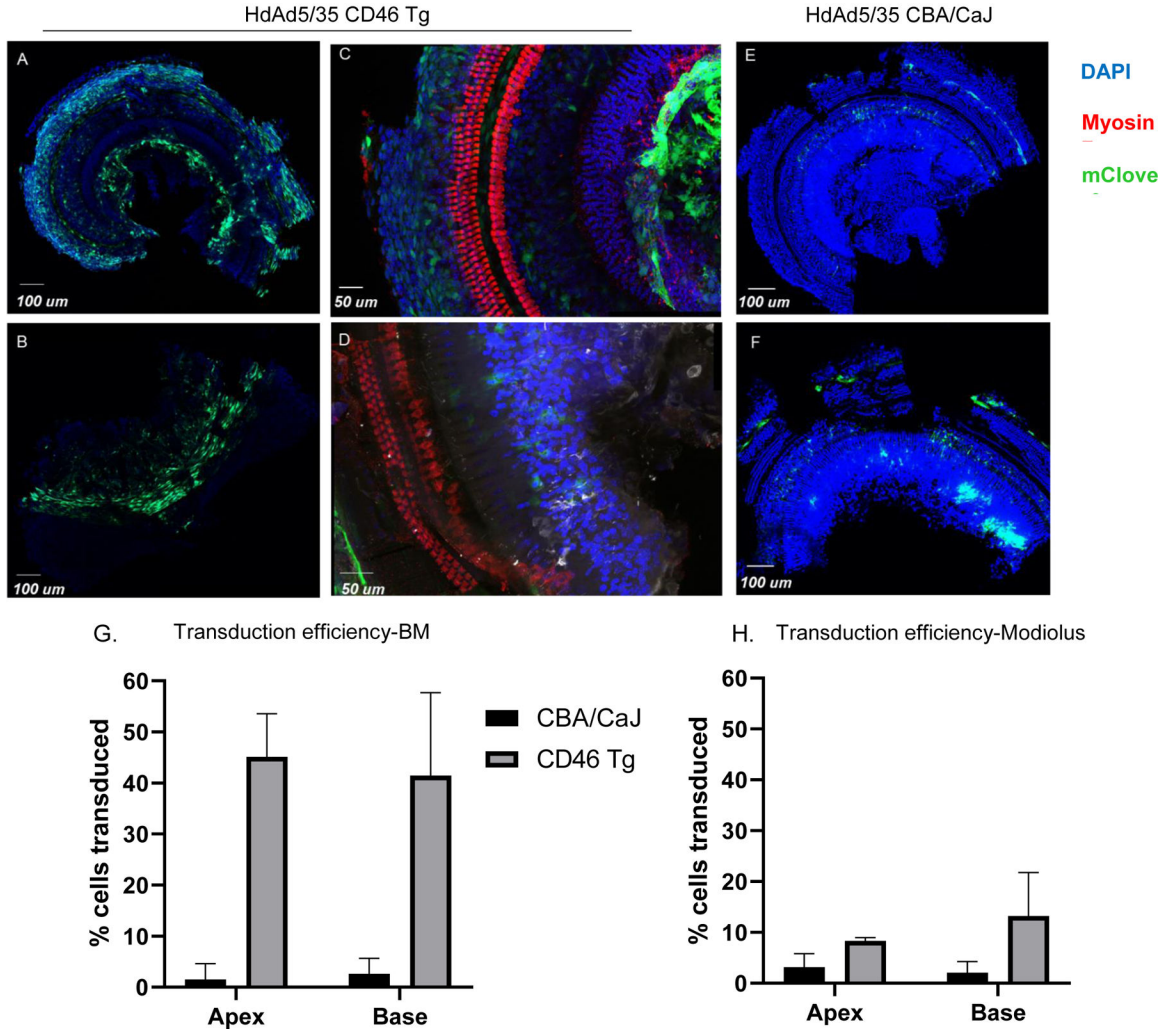 HdAd5/35 CD46 Tg
HdAd5/35 CBA/CaJ
A
C
E
DAPI
Myosin
mClove
100 um
50 um
100 um
B
D
F
100 um
50 um
100 um
G. Transduction efficiency-BM
H. Transduction efficiency-Modiolus
% cells transduced
60
50
40
30
20
10
0
Apex
Base
CBA/CaJ
CD46 Tg
% cells transduced
60
50
40
30
20
10
0
Apex
Base